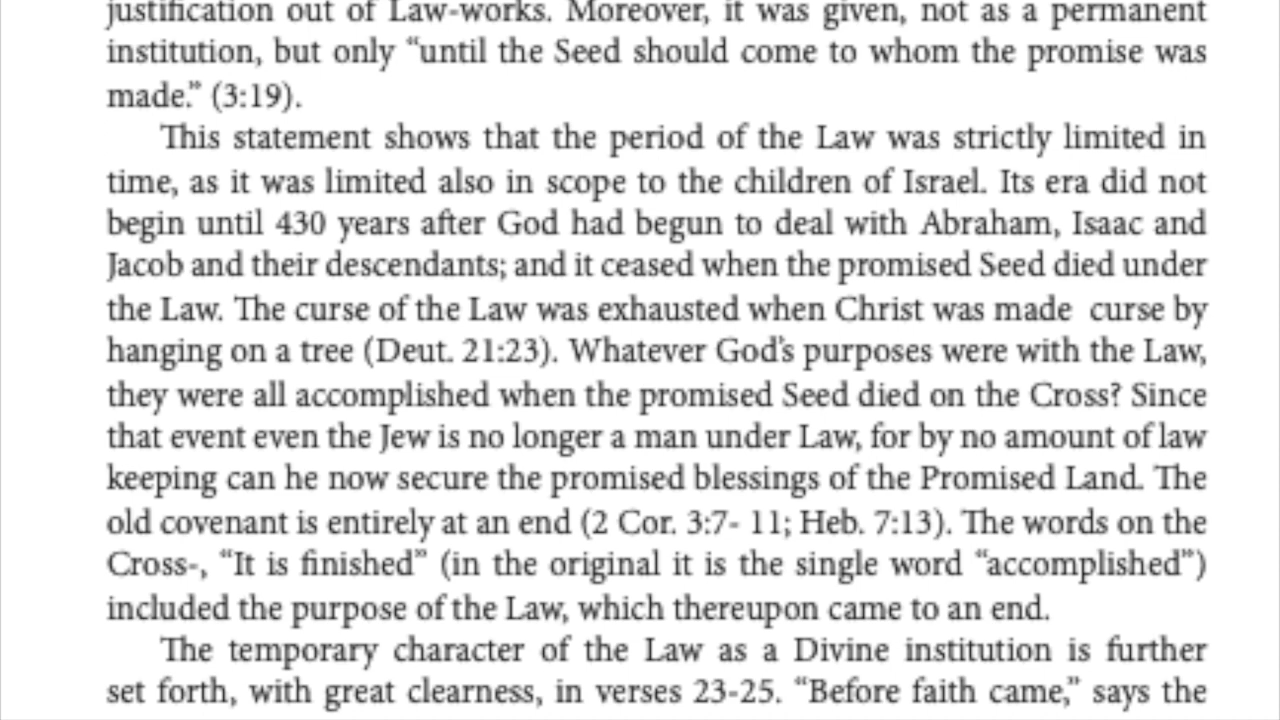 justification out of Law-works. Moreover, it was given, not as a permanent
institution, but only “until the Seed should come to whom the promise was
made.” (3:19).
This statement shows that the period of the Law was strictly limited in
time, as it was limited also in scope to the children of Israel. Its era did not
begin until 430 years after God had begun to deal with Abraham, Isaac and
Jacob and their descendants; and it ceased when the promised Seed died under
the Law. The curse of the Law was exhausted when Christ was made  curse by
hanging on a tree (Deut. 21:23). Whatever God’s purposes were with the Law,
they were all accomplished when the promised Seed died on the Cross? Since
that event even the Jew is no longer a man under Law, for by no amount of law
keeping can he now secure the promised blessings of the Promised Land. The
old covenant is entirely at an end (2 Cor. 3:7- 11; Heb. 7:13). The words on the
Cross-, “It is finished” (in the original it is the single word “accomplished”)
included the purpose of the Law, which thereupon came to an end.
The temporary character of the Law as a Divine institution is further
set forth, with great clearness, in verses 23-25. “Before faith came,” says the